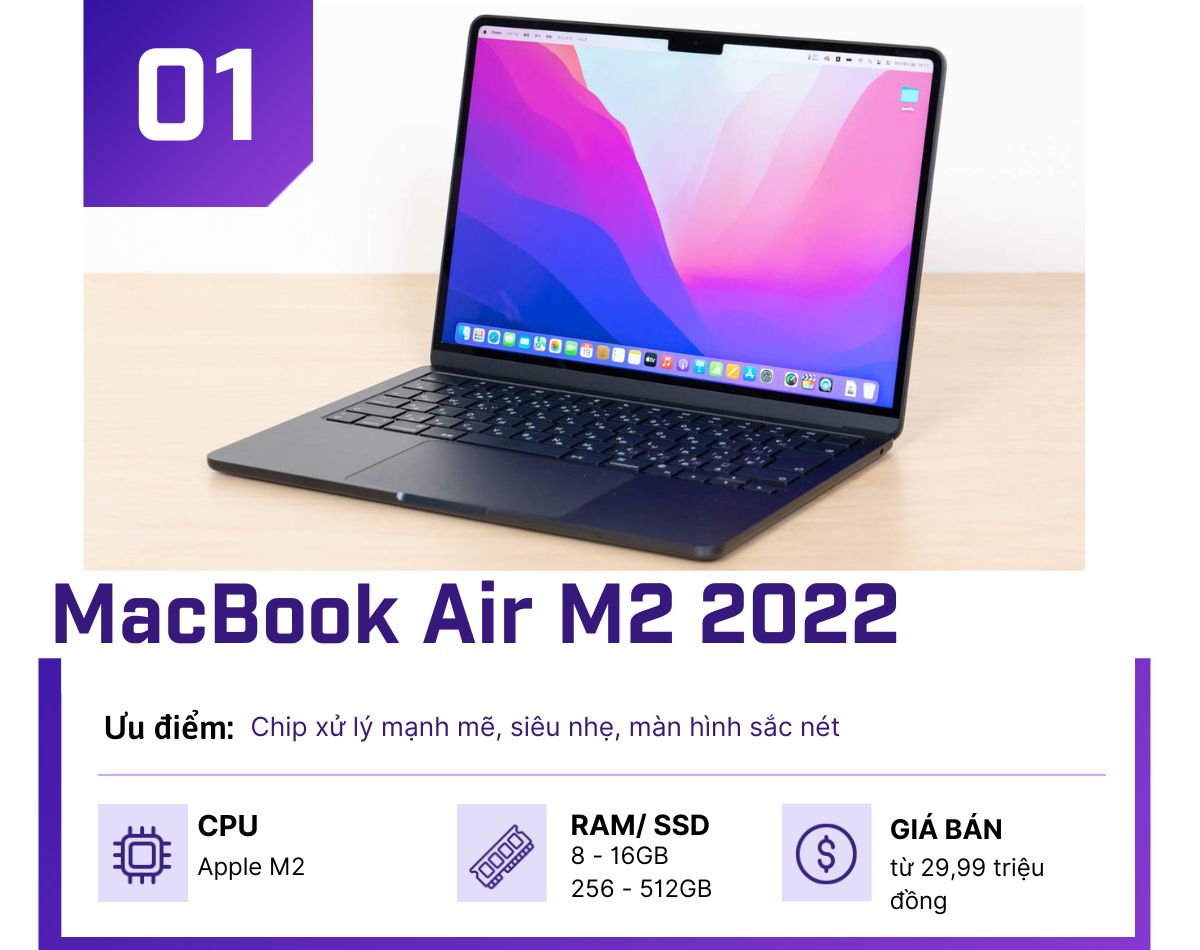 01
MacBook Air M2 2022
Ưu điểm: Chip xử lý mạnh mẽ, siêu nhẹ, màn hình sắc nét
CPU
Apple M2
RAM/ SSD
8 - 16GB
256 - 512GB
GIÁ BÁN
từ 29,99 triệu
đồng